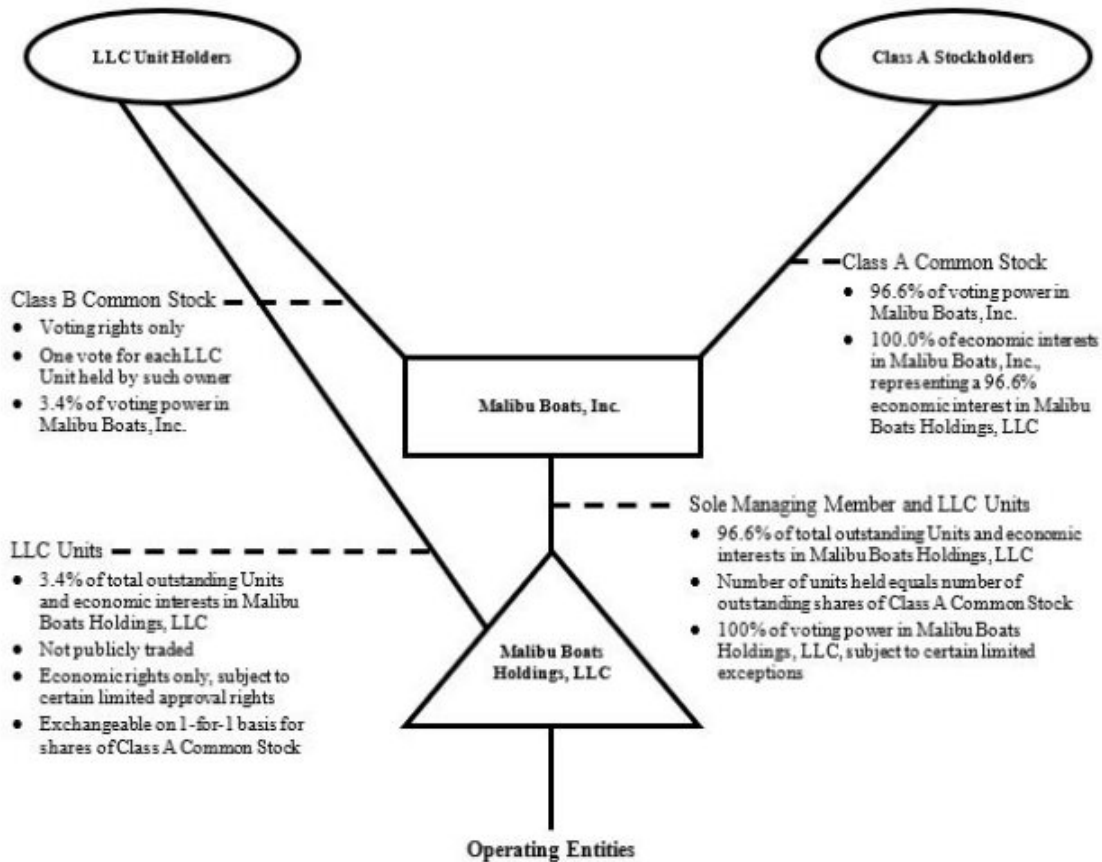 LLC Unit Holders
Class A Stockholders
Class A Common Stock
• 96.6% of voting power in
Malibu Boats, Inc.
• 100.0% of economic interests
in Malibu Boats, Inc.,
representing a 96.6%
economic interest in Malibu
Boats Holdings, LLC
Class B Common Stock
• Voting rights only
• One vote for each LLC
Unit held by such owner
• 3.4% of voting power in
Malibu Boats, Inc.
Malibu Boats, Inc.
Sole Managing Member and LLC Units
• 96.6% of total outstanding Units and economic
interests in Malibu Boats Holdings, LLC
• Number of units held equals number of
outstanding shares of Class A Common Stock
• 100% of voting power in Malibu Boats
Holdings, LLC, subject to certain limited
exceptions
LLC Units
• 3.4% of total outstanding Units
and economic interests in Malibu
Boats Holdings, LLC
• Not publicly traded
• Economic rights only, subject to
certain limited approval rights
• Exchangeable on 1-for-1 basis for
shares of Class A Common Stock
Malibu Boats
Holdings, LLC
Operating Entities